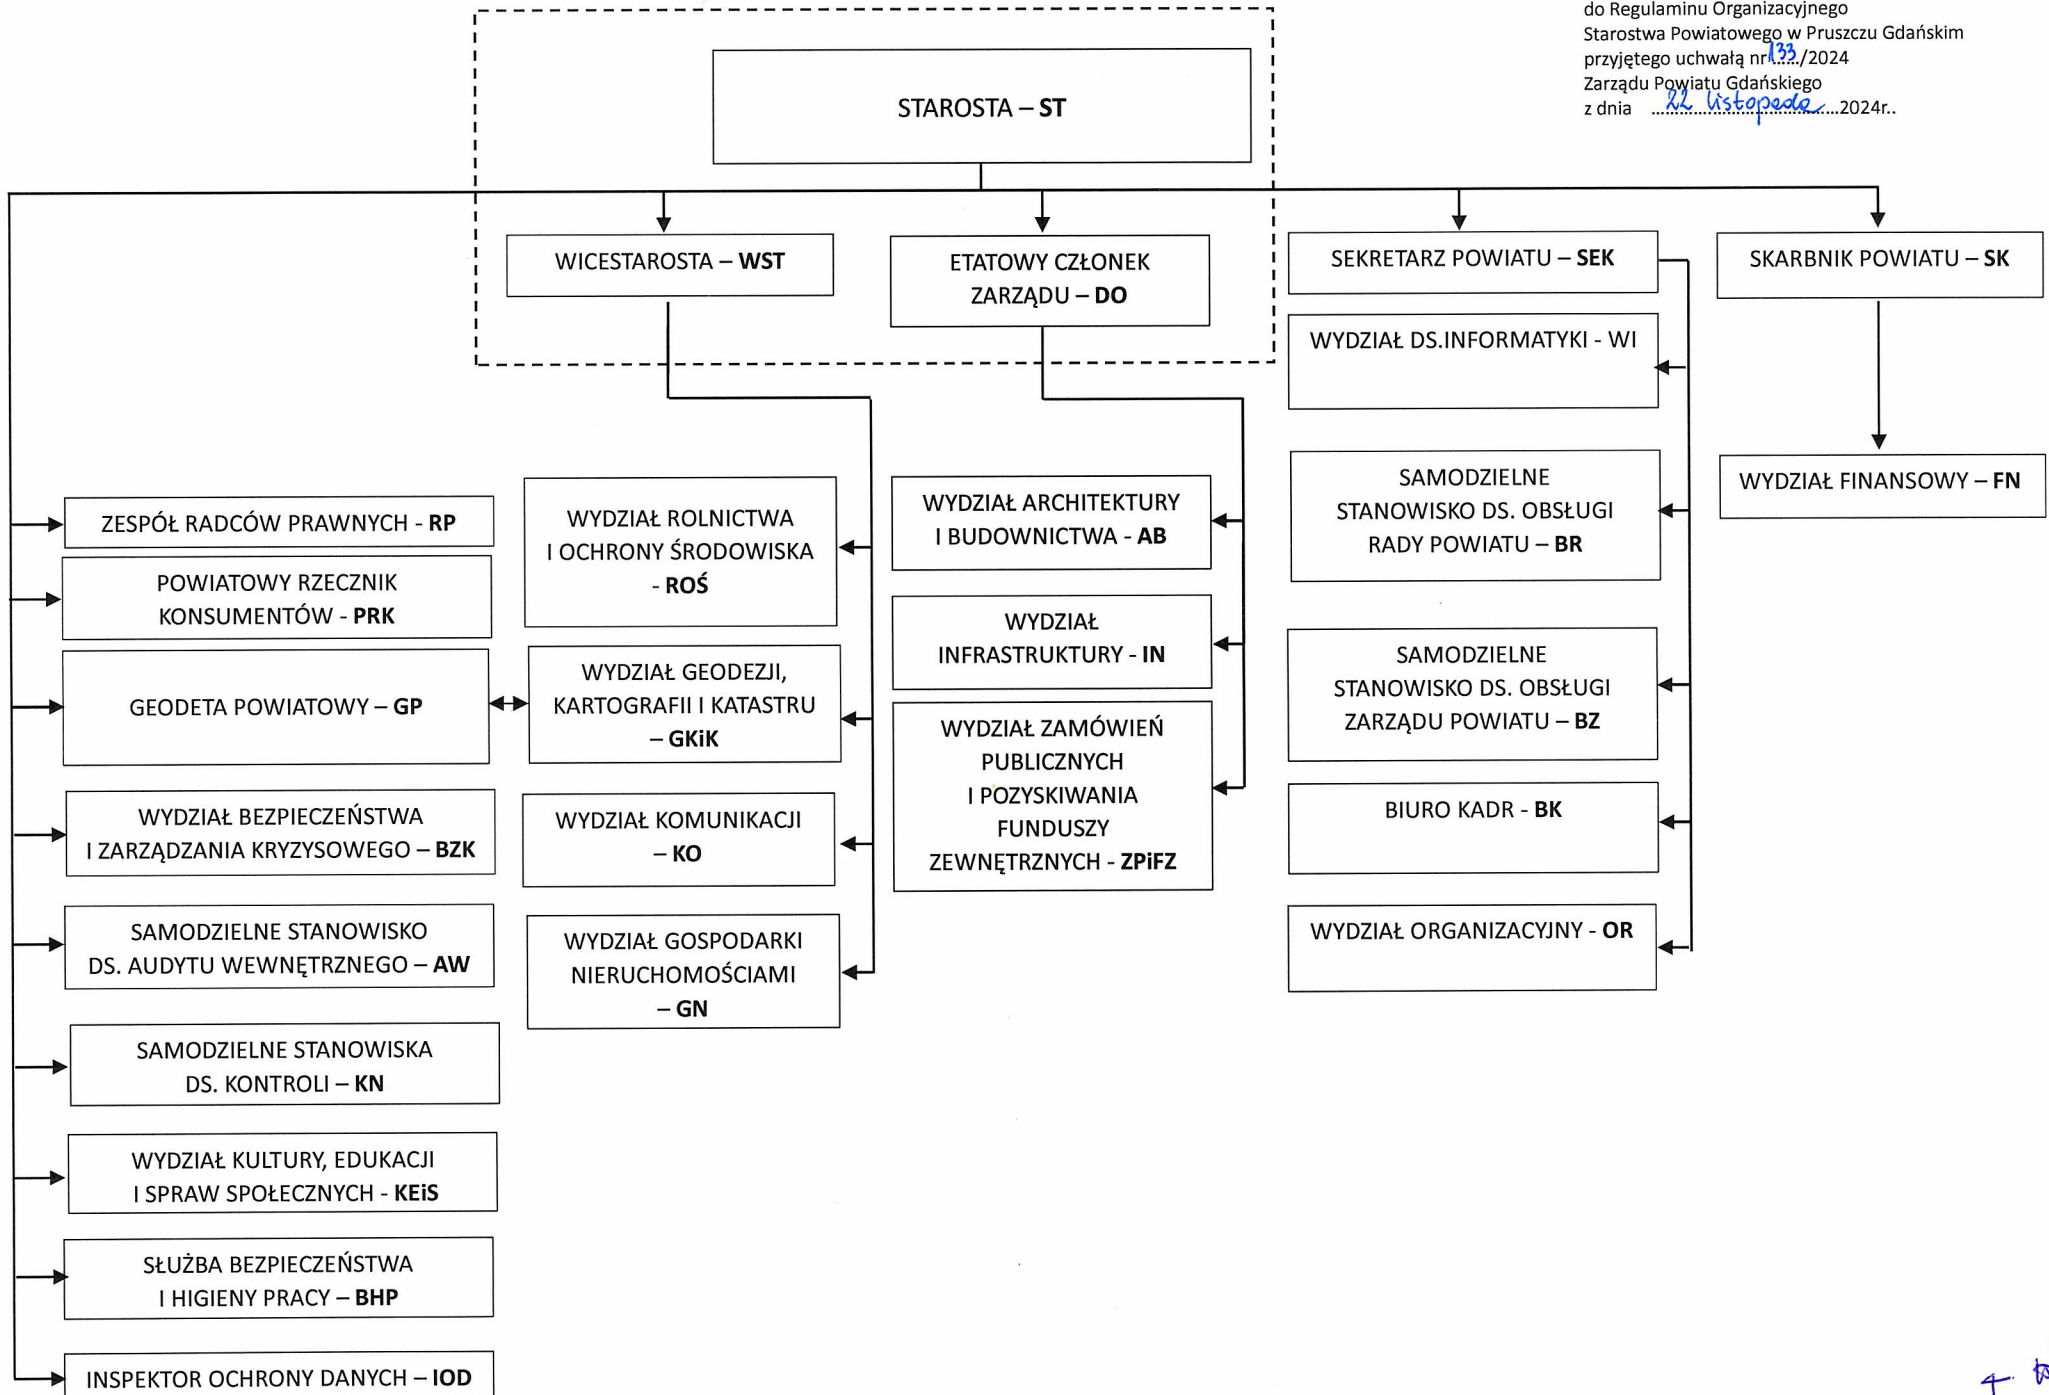 do Regulaminu Organizacyjnego
Starostwa Powiatowego w Pruszczu Gdańskim
przyjętego uchwałą nr 133/2024
Zarządu Powiatu Gdańskiego
z dnia 22 listopada 2024r..
STAROSTA – ST
WICESTAROSTA – WST
ETATOWY CZŁONEK
ZARZĄDU – DO
SEKRETARZ POWIATU – SEK
SKARBNIK POWIATU – SK
ZESPÓŁ RADCÓW PRAWNYCH - RP
POWIATOWY RZECZNIK
KONSUMENTÓW - PRK
GEODETA POWIATOWY – GP
WYDZIAŁ BEZPIECZEŃSTWA
I ZARZĄDZANIA KRYZYSOWEGO – BZK
SAMODZIELNE STANOWISKO
DS. AUDYTU WEWNĘTRZNEGO – AW
SAMODZIELNE STANOWISKA
DS. KONTROLI – KN
WYDZIAŁ KULTURY, EDUKACJI
I SPRAW SPOŁECZNYCH - KEiS
SŁUŻBA BEZPIECZEŃSTWA
I HIGIENY PRACY – BHP
INSPEKTOR OCHRONY DANYCH – IOD
WYDZIAŁ ROLNICTWA
I OCHRONY ŚRODOWISKA
- ROŚ
WYDZIAŁ GEODEZJI,
KARTOGRAFII I KATASTRU
– GKiK
WYDZIAŁ KOMUNIKACJI
– KO
WYDZIAŁ GOSPODARKI
NIERUCHOMOŚCIAMI
– GN
WYDZIAŁ ARCHITEKTURY
I BUDOWNICTWA - AB
WYDZIAŁ
INFRASTRUKTURY - IN
WYDZIAŁ ZAMÓWIEŃ
PUBLICZNYCH
I POZYSKIWANIA
FUNDUSZY
ZEWNĘTRZNYCH - ZPiFZ
WYDZIAŁ DS.INFORMATYKI - WI
SAMODZIELNE
STANOWISKO DS. OBSŁUGI
RADY POWIATU – BR
SAMODZIELNE
STANOWISKO DS. OBSŁUGI
ZARZĄDU POWIATU – BZ
BIURO KADR - BK
WYDZIAŁ ORGANIZACYJNY - OR
WYDZIAŁ FINANSOWY – FN